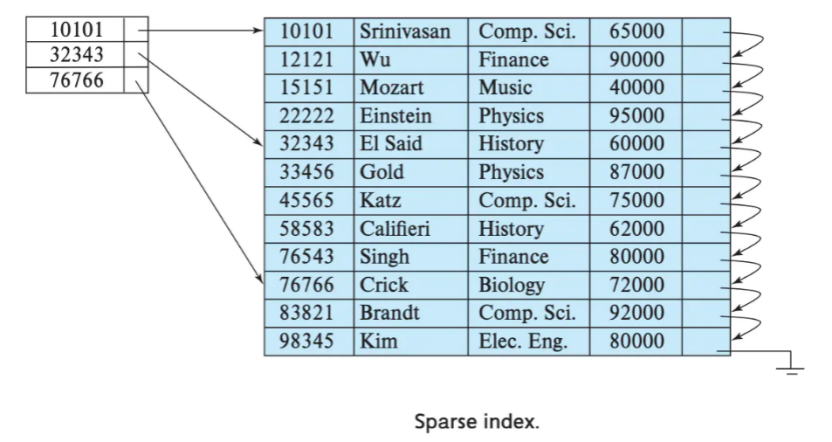 10101
32343
76766
10101 Srinivasan Comp. Sci. 65000
12121 Wu Finance 90000
15151 Mozart Music 40000
22222 Einstein Physics 95000
32343 El Said History 60000
33456 Gold Physics 87000
45565 Katz Comp. Sci. 75000
58583 Califieri History 62000
76543 Singh Finance 80000
76766 Crick Biology 72000
83821 Brandt Comp. Sci. 92000
98345 Kim Elec. Eng. 80000
Sparse index.